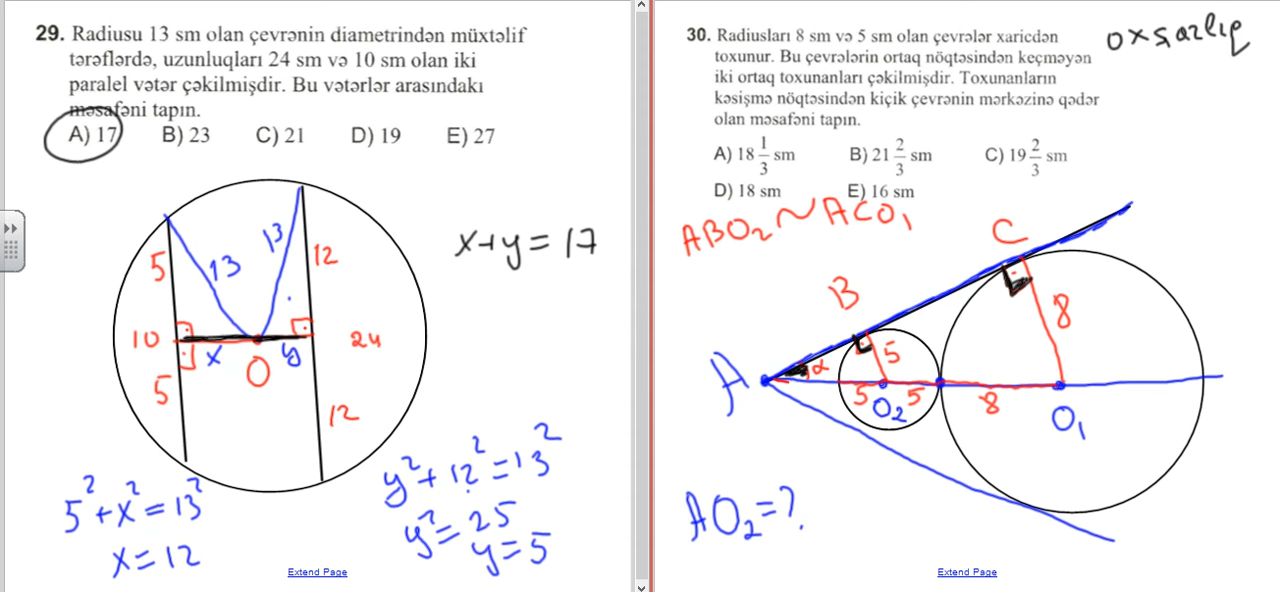 29. Radiusu 13 sm olan çevrənin diametrindən müxtəlif
tərəflərdə, uzunluqları 24 sm və 10 sm olan iki
paralel vətər çəkilmişdir. Bu vətərlər arasındakı
məsafəni tapın.
A) 17 B) 23 C) 21 D) 19 E) 27
5 13 13 12
x+y = 17
10 x O y 24
5 12
5²+x²=13²
x=12
y²+12²=13²
y²=25
y=5
Extend Page
30. Radiusları 8 sm və 5 sm olan çevrələr xaricdən
toxunur. Bu çevrələrin ortaq nöqtəsindən keçməyən
iki ortaq toxunanları çəkilmişdir. Toxunanların
kəsişmə nöqtəsindən kiçik çevrənin mərkəzinə qədər
olan məsafəni tapın.
oxşarlıq
A) 18 1/3 sm B) 21 2/3 sm C) 19 2/3 sm
D) 18 sm E) 16 sm
ABO₂~ACO₁
C
B 8
A α 5
5 5 8
O₂ O₁
AO₂=?
Extend Page